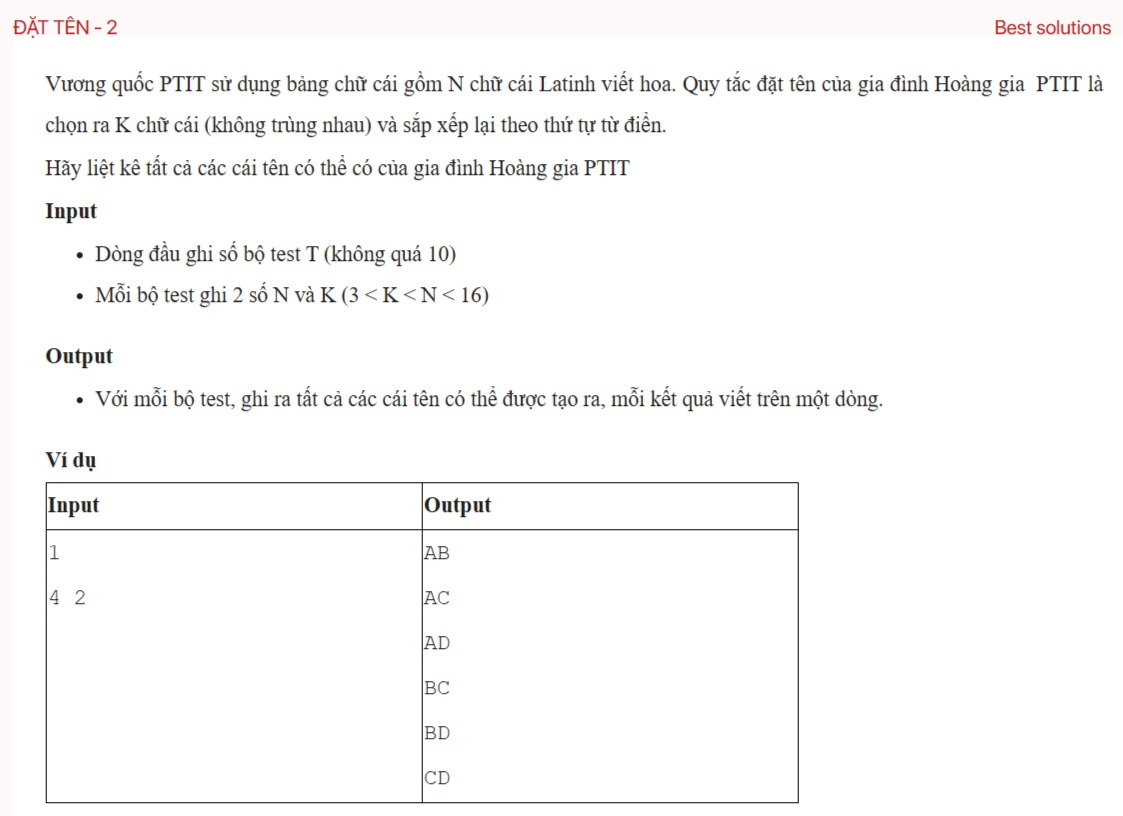 ĐẶT TÊN - 2
Best solutions
Vương quốc PTIT sử dụng bảng chữ cái gồm N chữ cái Latinh viết hoa. Quy tắc đặt tên của gia đình Hoàng gia PTIT là
chọn ra K chữ cái (không trùng nhau) và sắp xếp lại theo thứ tự từ điển.
Hãy liệt kê tất cả các cái tên có thể có của gia đình Hoàng gia PTIT
Input
• Dòng đầu ghi số bộ test T (không quá 10)
• Mỗi bộ test ghi 2 số N và K (3 < K < N < 16)
Output
• Với mỗi bộ test, ghi ra tất cả các cái tên có thể được tạo ra, mỗi kết quả viết trên một dòng.
Ví dụ
Input Output
1 AB
4 2 AC
AD
BC
BD
CD